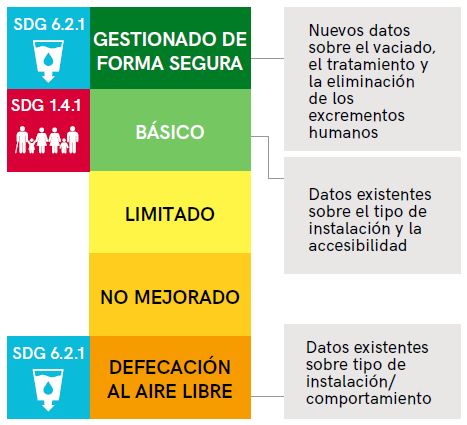 SDG 6.2.1
GESTIONADO DE
FORMA SEGURA
Nuevos datos
sobre el vaciado,
el tratamiento y
la eliminación
de los
excrementos
humanos
SDG 1.4.1
BÁSICO
Datos existentes
sobre el tipo de
instalación y la
accesibilidad
LIMITADO
NO MEJORADO
SDG 6.2.1
DEFECACIÓN
AL AIRE LIBRE
Datos existentes
sobre tipo de
instalación/
comportamiento